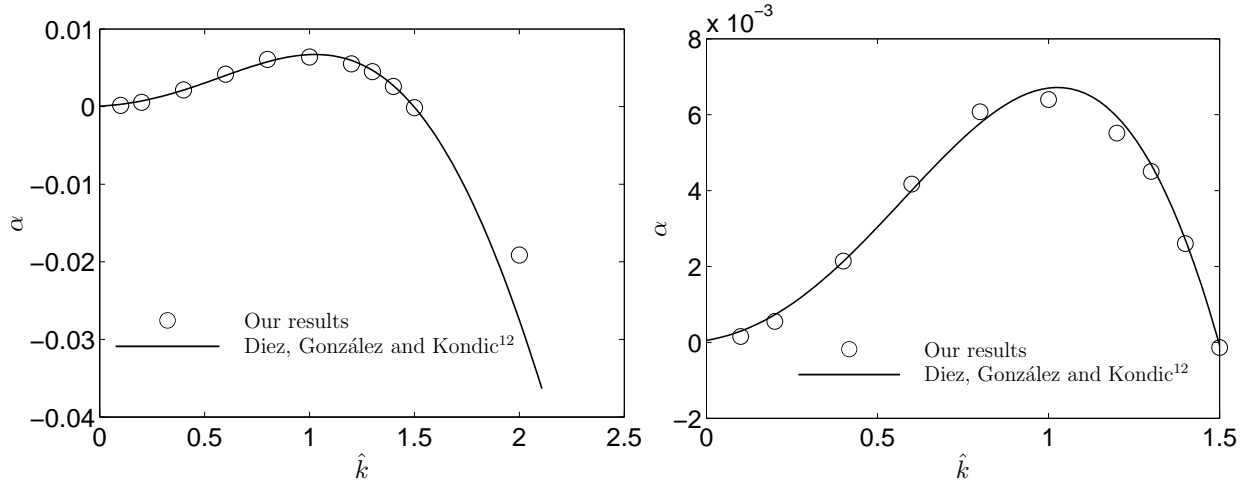 0.01
0
−0.01
−0.02
−0.03
−0.04
α
0 0.5 1 1.5 2 2.5
k̂
Our results
Diez, González and Kondic¹²
x 10⁻³
8
6
4
2
0
−2
α
0 0.5 1 1.5
k̂
Our results
Diez, González and Kondic¹²